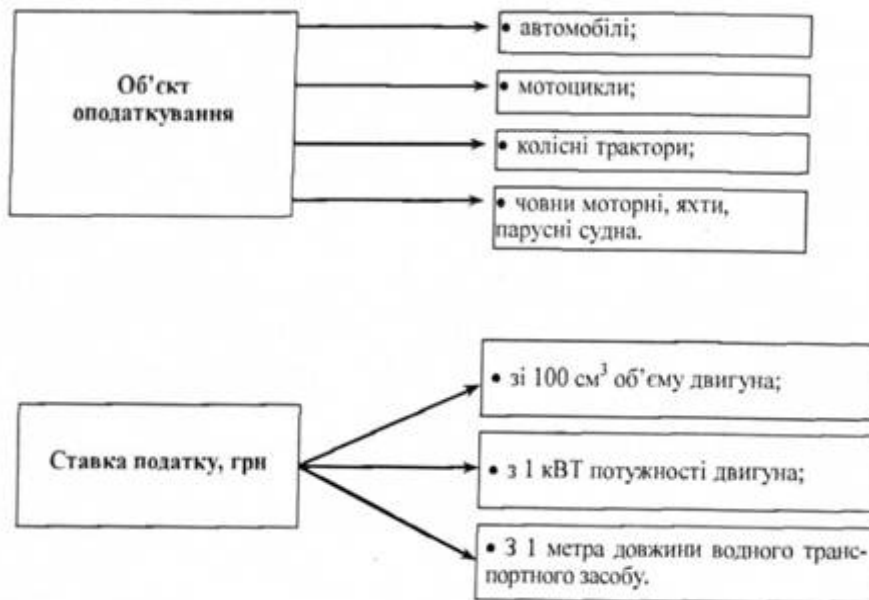 Об’єкт
оподаткування
• автомобілі;
• мотоцикли;
• колісні трактори;
• човни моторні, яхти,
парусні судна.
Ставка податку, грн
• зі 100 см³ об’єму двигуна;
• з 1 кВТ потужності двигуна;
• З 1 метра довжини водного транс-
портного засобу.